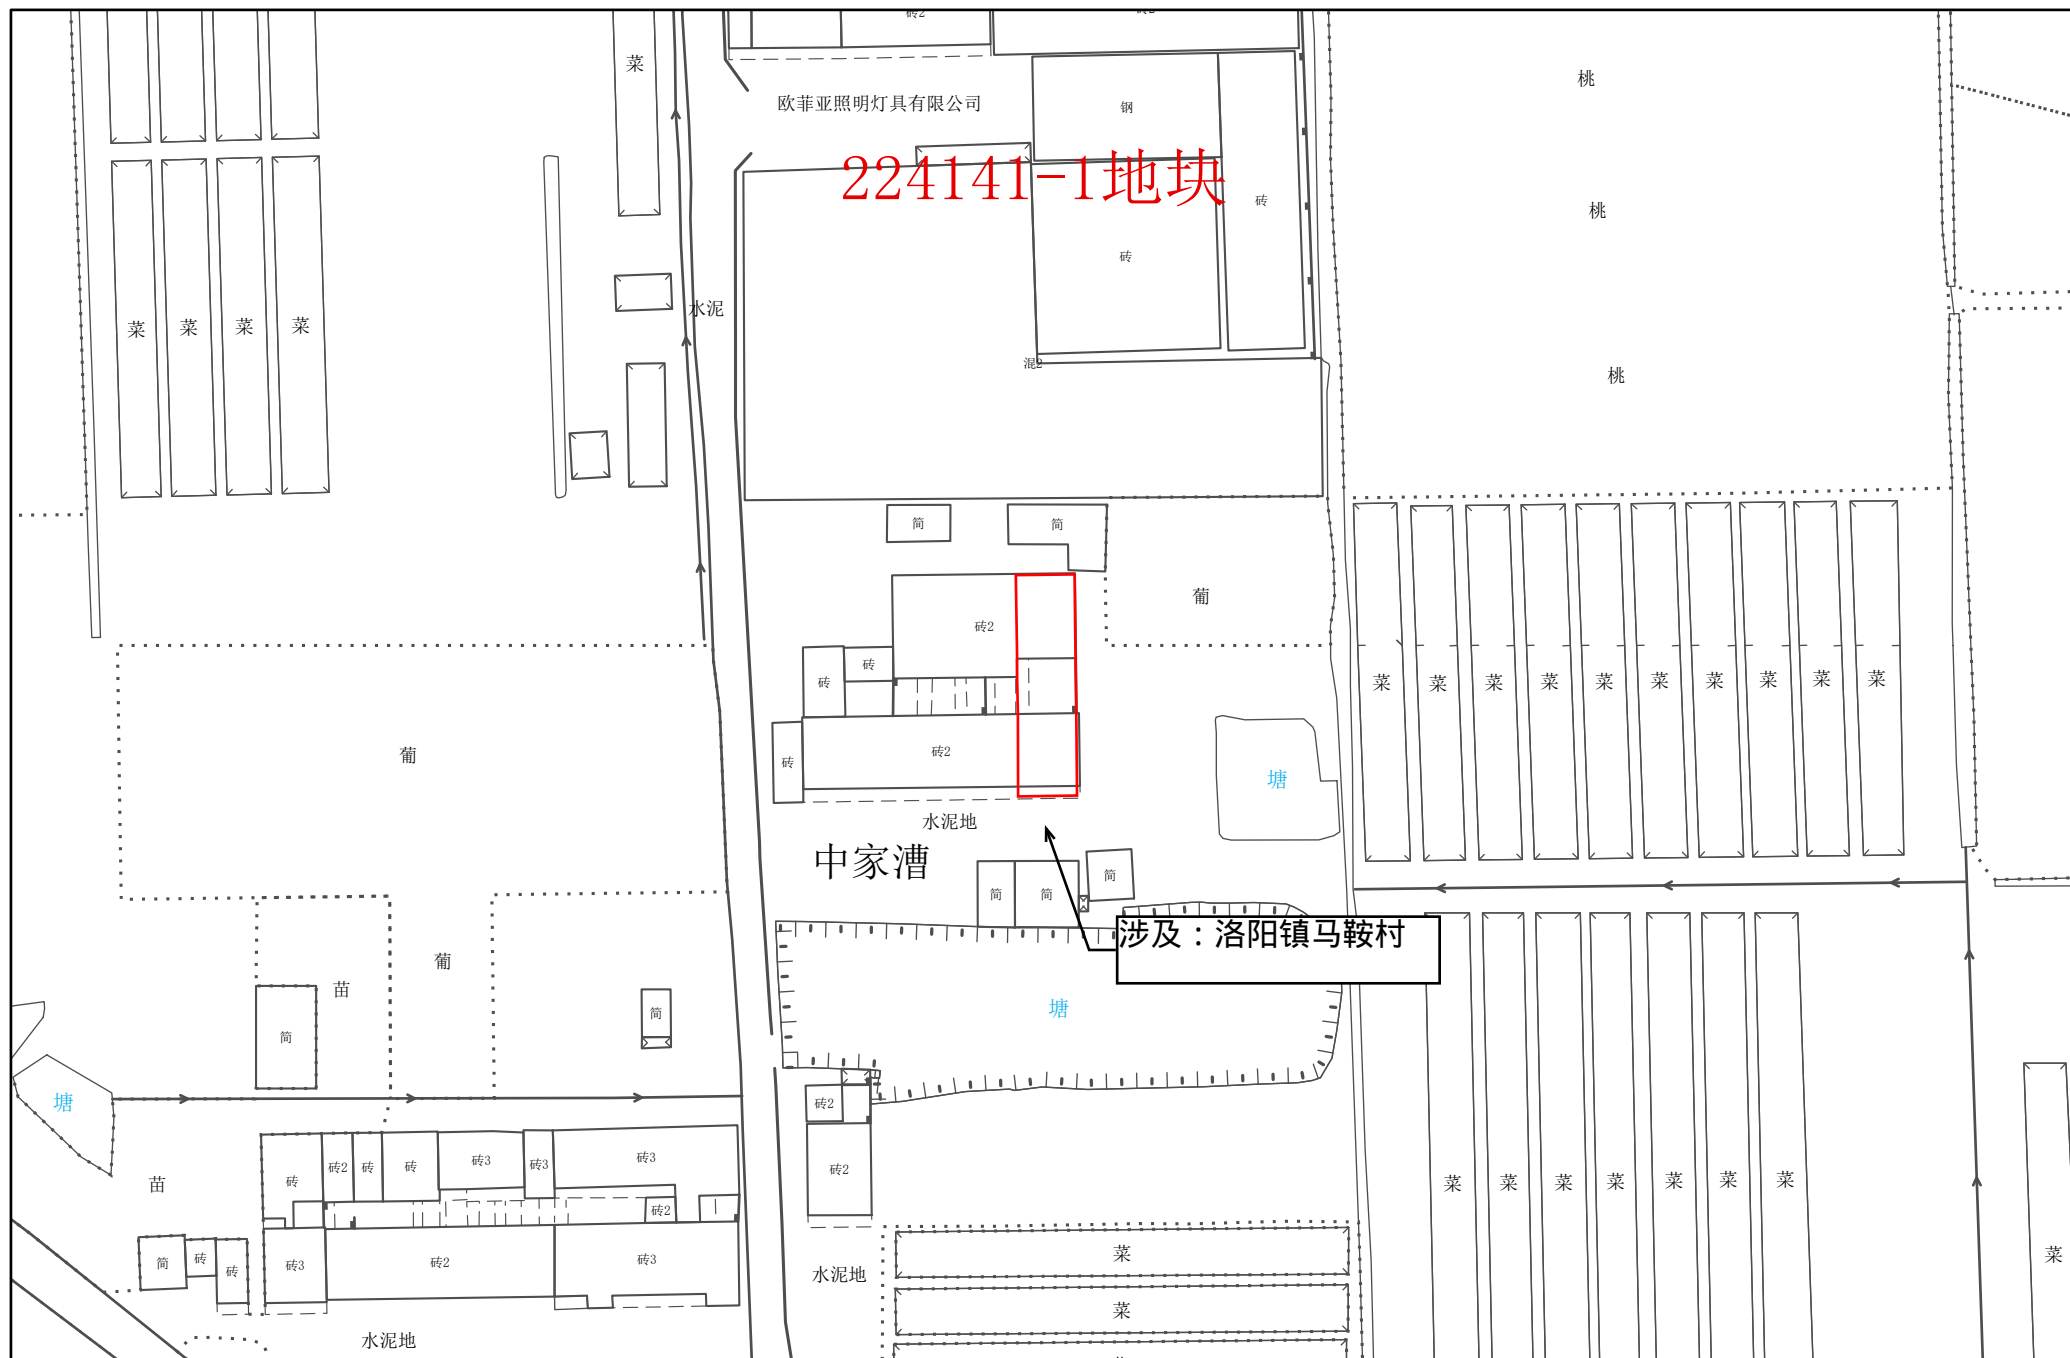 砖2
菜
欧菲亚照明灯具有限公司
钢
桃
224141-1地块
砖
桃
砖
水泥
菜
菜
菜
菜
混2
桃
简
简
葡
砖2
砖
砖
菜
菜
菜
菜
菜
菜
菜
菜
菜
菜
葡
砖2
砖
塘
水泥地
中家漕
简
简
简
涉及：洛阳镇马鞍村
葡
苗
塘
简
简
塘
砖2
砖2
苗
砖
砖2
砖
砖
砖3
砖3
砖3
砖2
菜
菜
菜
菜
菜
菜
菜
简
砖
砖
砖3
砖2
砖3
水泥地
菜
菜
菜
水泥地